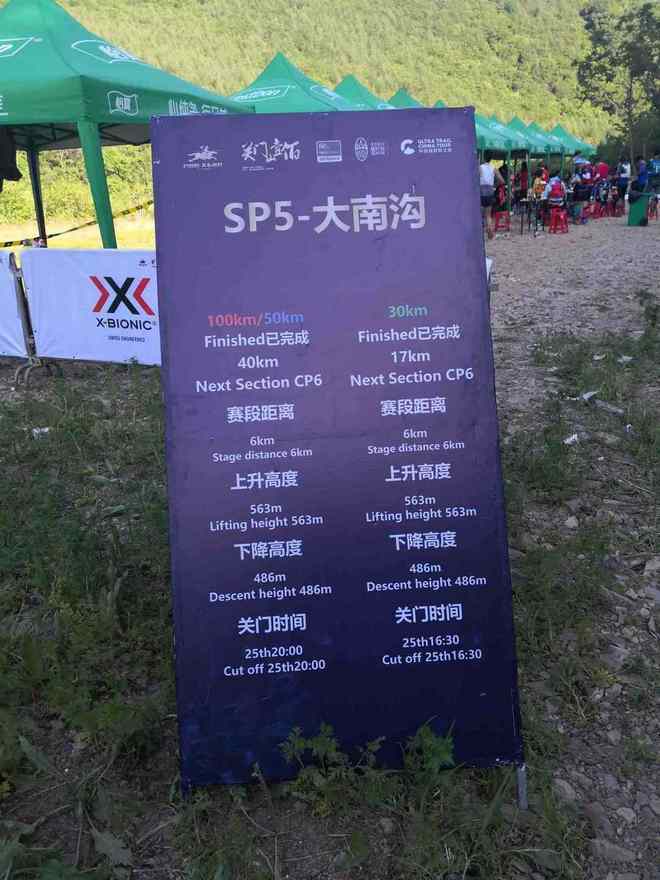 关门山
ULTRA TRAIL
CHINA TOUR
SP5-大南沟
100km/50km
Finished已完成
40km
Next Section CP6
赛段距离
6km
Stage distance 6km
上升高度
563m
Lifting height 563m
下降高度
486m
Descent height 486m
关门时间
25th20:00
Cut off 25th20:00
30km
Finished已完成
17km
Next Section CP6
赛段距离
6km
Stage distance 6km
上升高度
563m
Lifting height 563m
下降高度
486m
Descent height 486m
关门时间
25th16:30
Cut off 25th16:30
X-BIONIC